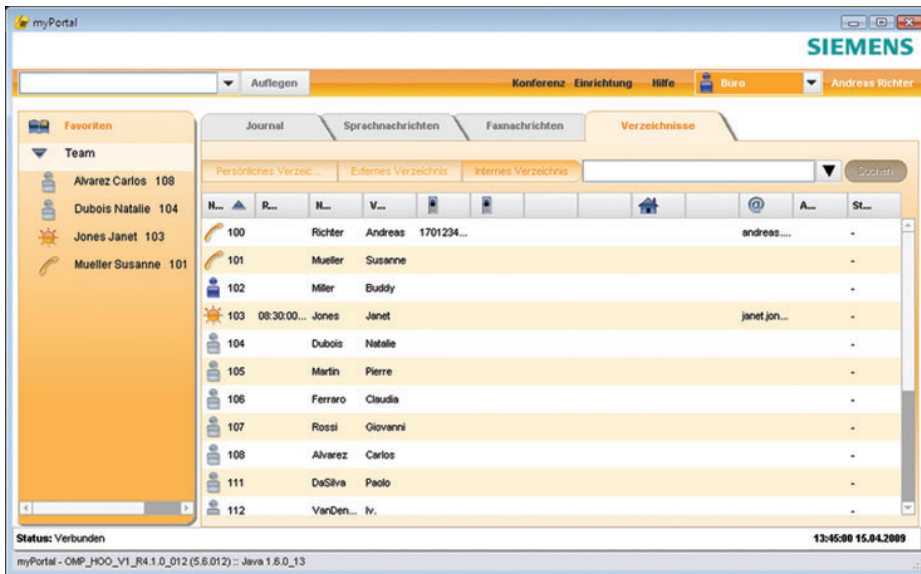 myPortal
SIEMENS
Auflegen Konferenz Einrichtung Hilfe Büro Andreas Richter
Favoriten
Team
Alvarez Carlos 108
Dubois Natalie 104
Jones Janet 103
Mueller Susanne 101
Journal Sprachnachrichten Faxnachrichten Verzeichnisse
Persönliches Verzeic... Externes Verzeichnis Internes Verzeichnis Suchen
N... R... N... V... @ A... St...
100 Richter Andreas 1701234... andreas.... -
101 Mueller Susanne -
102 Miller Buddy -
103 08:30:00... Jones Janet janet.jon... -
104 Dubois Natalie -
105 Martin Pierre -
106 Ferraro Claudia -
107 Rossi Giovanni -
108 Alvarez Carlos -
111 DaSilva Paolo -
112 VanDen... Iv. -
Status: Verbunden 13:45:00 15.04.2009
myPortal - OMP_HOO_V1_R4.1.0_012 (5.6.012) :: Java 1.6.0_13